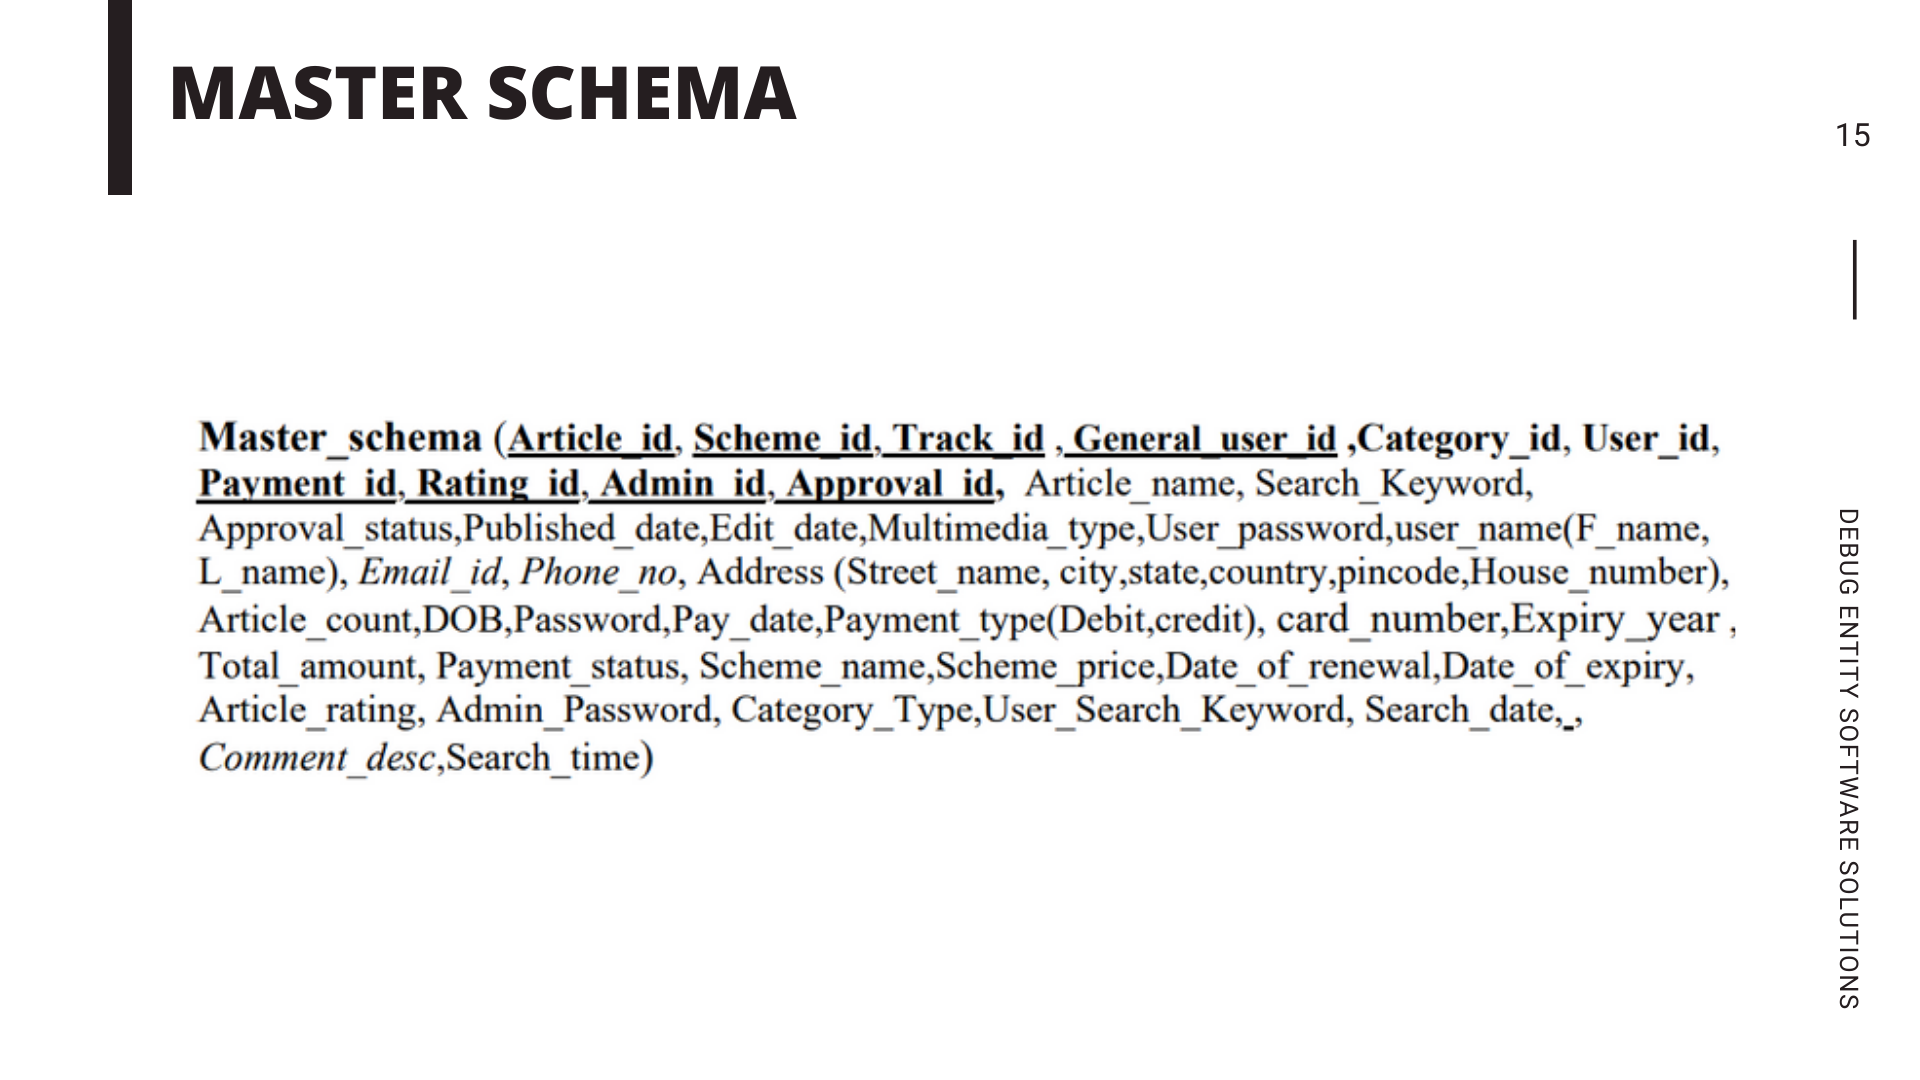 MASTER SCHEMA
15
Master_schema (Article_id, Scheme_id, Track_id , General_user_id ,Category_id, User_id,
Payment_id, Rating_id, Admin_id, Approval_id,  Article_name, Search_Keyword,
Approval_status,Published_date,Edit_date,Multimedia_type,User_password,user_name(F_name,
L_name), Email_id, Phone_no, Address (Street_name, city,state,country,pincode,House_number),
Article_count,DOB,Password,Pay_date,Payment_type(Debit,credit), card_number,Expiry_year ,
Total_amount, Payment_status, Scheme_name,Scheme_price,Date_of_renewal,Date_of_expiry,
Article_rating, Admin_Password, Category_Type,User_Search_Keyword, Search_date,_,
Comment_desc,Search_time)
DEBUG ENTITY SOFTWARE SOLUTIONS